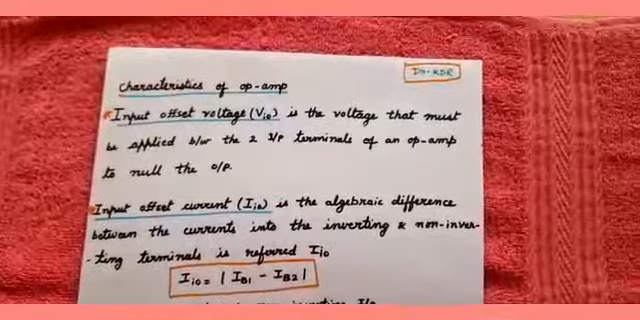 Dr-KDR
Characteristics of op-amp
Input offset voltage (Vio) is the voltage that must
be applied b/w the 2 I/P terminals of an op-amp
to null the o/p.
Input offset current (Iio) is the algebraic difference
between the currents into the inverting & non-inver-
-ting terminals is referred Iio
Iio = | IB1 - IB2 |